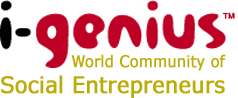 i-genius™
World Community of
Social Entrepreneurs